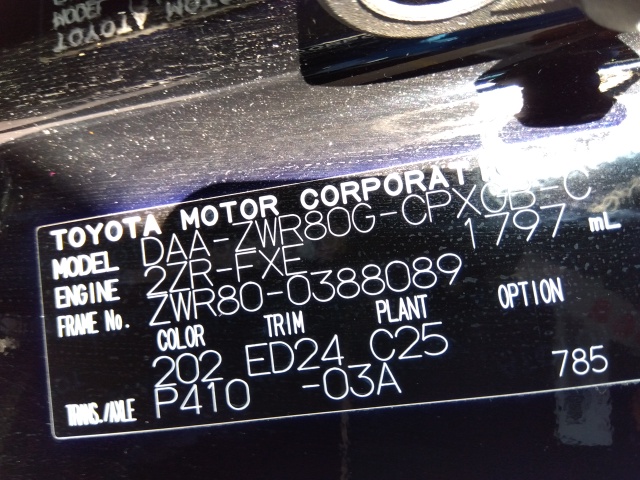 TOYOTA MOTOR CORPORATI
MODEL DAA-ZWR80G-CPXGB-C
ENGINE 2ZR-FXE 1797 mL
FRAME No. ZWR80-0388089
COLOR TRIM PLANT OPTION
202 ED24 C25
TRANS./AXLE P410 -03A 785